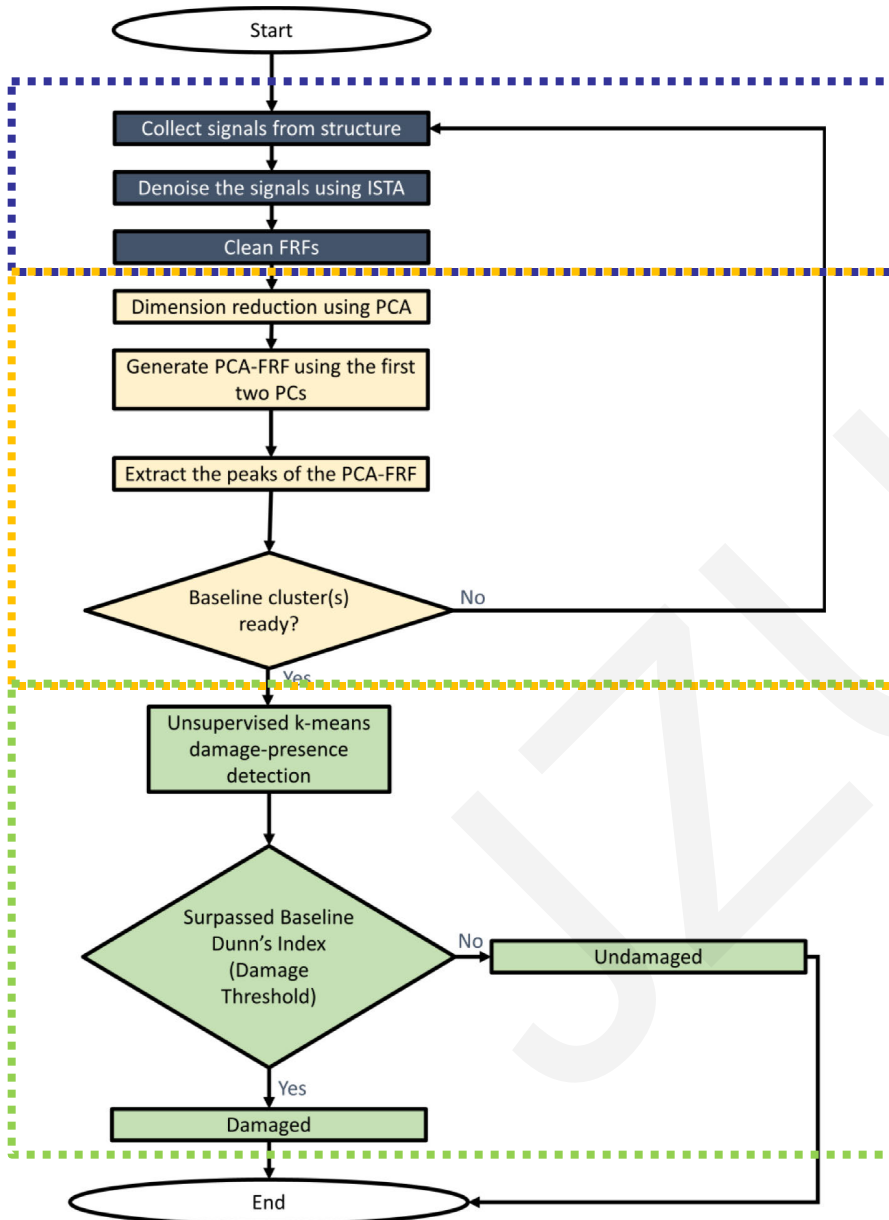 Start
Collect signals from structure
Denoise the signals using ISTA
Clean FRFs
Dimension reduction using PCA
Generate PCA-FRF using the first
two PCs
Extract the peaks of the PCA-FRF
Baseline cluster(s)
ready?
No
Yes
Unsupervised k-means
damage-presence
detection
Surpassed Baseline
Dunn's Index
(Damage
Threshold)
No
Undamaged
Yes
Damaged
End